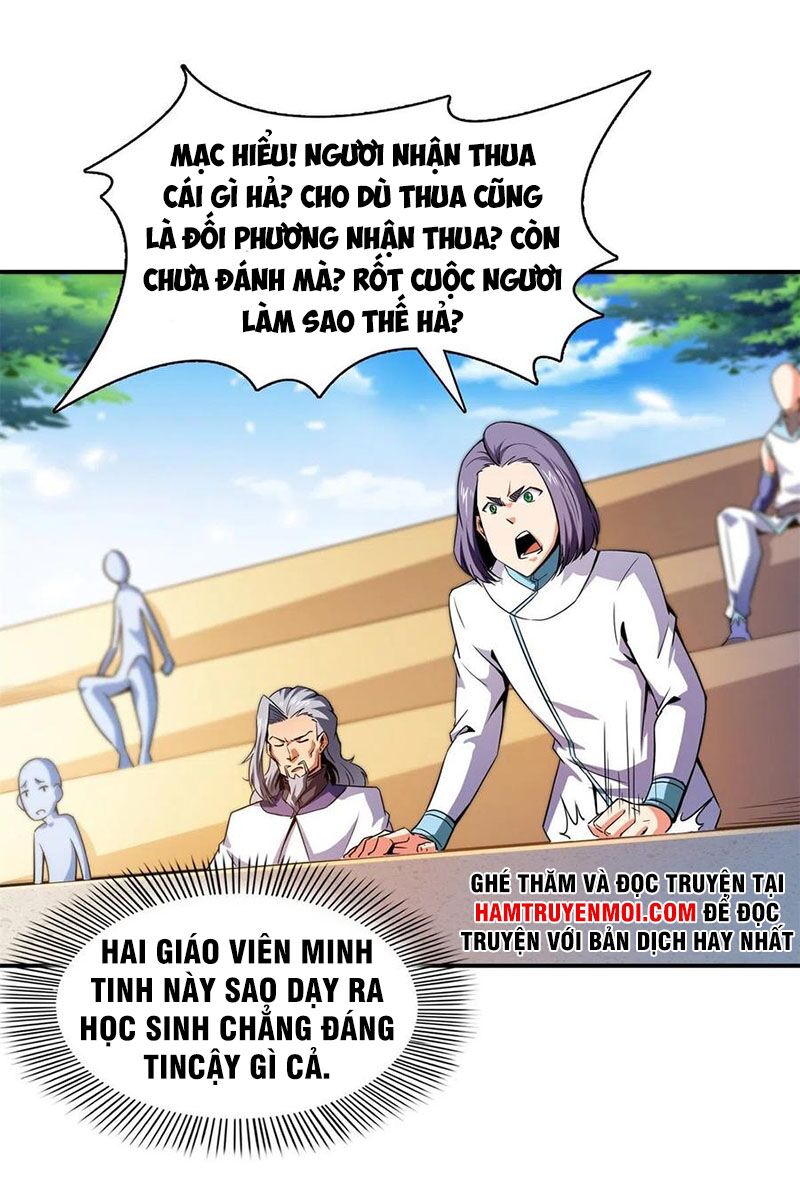 MẠC HIỂU! NGƯƠI NHẬN THUA
CÁI GÌ HẢ? CHO DÙ THUA CŨNG
LÀ ĐỐI PHƯƠNG NHẬN THUA? CÒN
CHƯA ĐÁNH MÀ? RỐT CUỘC NGƯƠI
LÀM SAO THẾ HẢ?
GHÉ THĂM VÀ ĐỌC TRUYỆN TẠI
HAMTRUYENMOI.COM ĐỂ ĐỌC
TRUYỆN VỚI BẢN DỊCH HAY NHẤT
HAI GIÁO VIÊN MINH
TINH NÀY SAO DẠY RA
HỌC SINH CHẲNG ĐÁNG
TINCẬY GÌ CẢ.